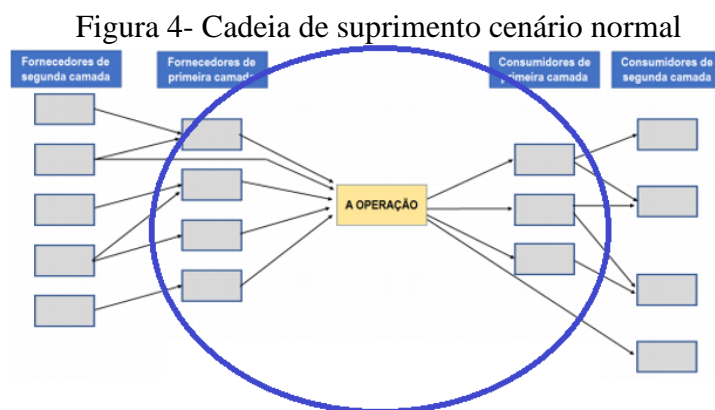 Figura 4- Cadeia de suprimento cenário normal
Fornecedores de
segunda camada
Fornecedores de
primeira camada
Consumidores de
primeira camada
Consumidores de
segunda camada
A OPERAÇÃO